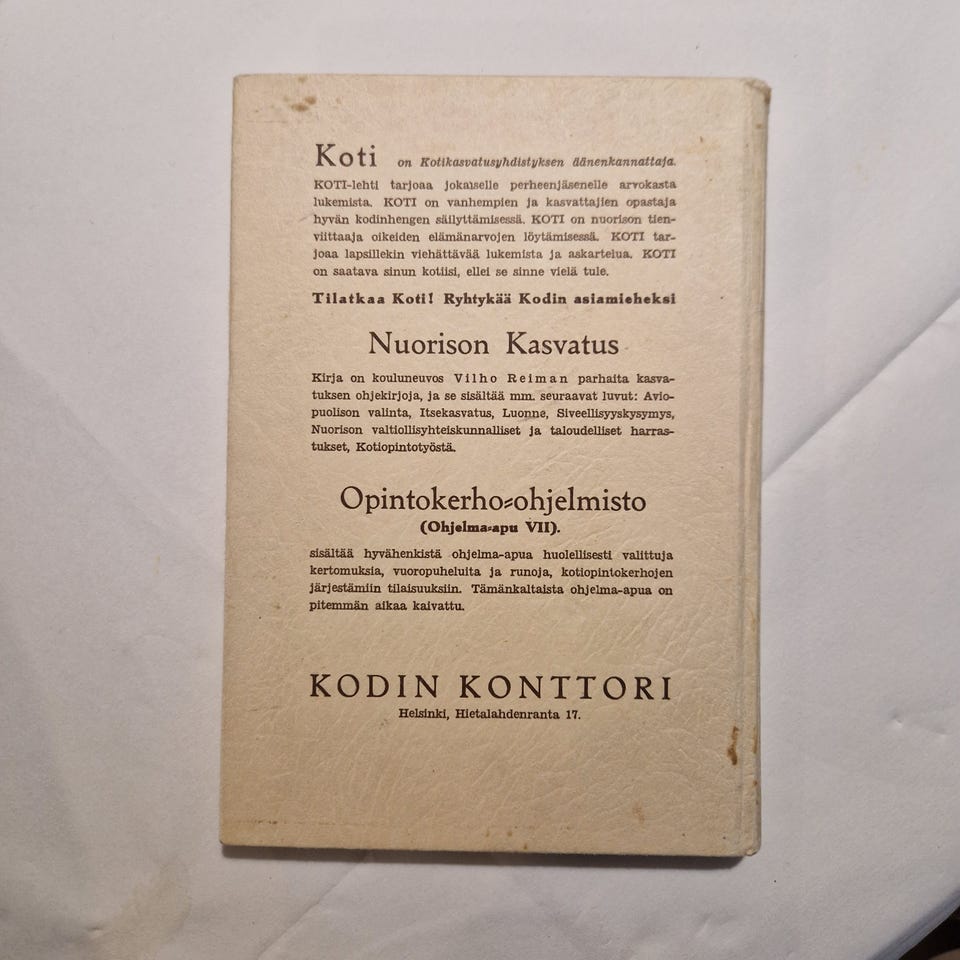 Koti on Kotikasvatusyhdistyksen äänenkannattaja.
KOTI-lehti tarjoaa jokaiselle perheenjäsenelle arvokasta
lukemista. KOTI on vanhempien ja kasvattajien opastaja
hyvän kodinhengen säilyttämisessä. KOTI on nuorison tien-
viittaaja oikeiden elämänarvojen löytämisessä. KOTI tar-
joaa lapsillekin viehättävää lukemista ja askartelua. KOTI
on saatava sinun kotiisi, ellei se sinne vielä tule.
Tilatkaa Koti! Ryhtykää Kodin asiamieheksi
Nuorison Kasvatus
Kirja on kouluneuvos Vilho Reiman parhaita kasva-
tuksen ohjekirjoja, ja se sisältää mm. seuraavat luvut: Avio-
puolison valinta, Itsekasvatus, Luonne, Siveellisyyskysymys,
Nuorison valtiollisyhteiskunnalliset ja taloudelliset harras-
tukset, Kotiopintotyöstä.
Opintokerho-ohjelmisto
(Ohjelma-apu VII).
sisältää hyvähenkistä ohjelma-apua huolellisesti valittuja
kertomuksia, vuoropuheluita ja runoja, kotiopintokerhojen
järjestämiin tilaisuuksiin. Tämänkaltaista ohjelma-apua on
pitemmän aikaa kaivattu.
KODIN KONTTORI
Helsinki, Hietalahdenranta 17.